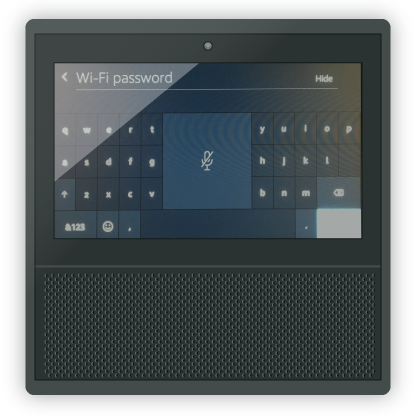 Wi-Fi password Hide
q w e r t y u i o p
a s d f g h j k l
z x c v b n m
&123 , .